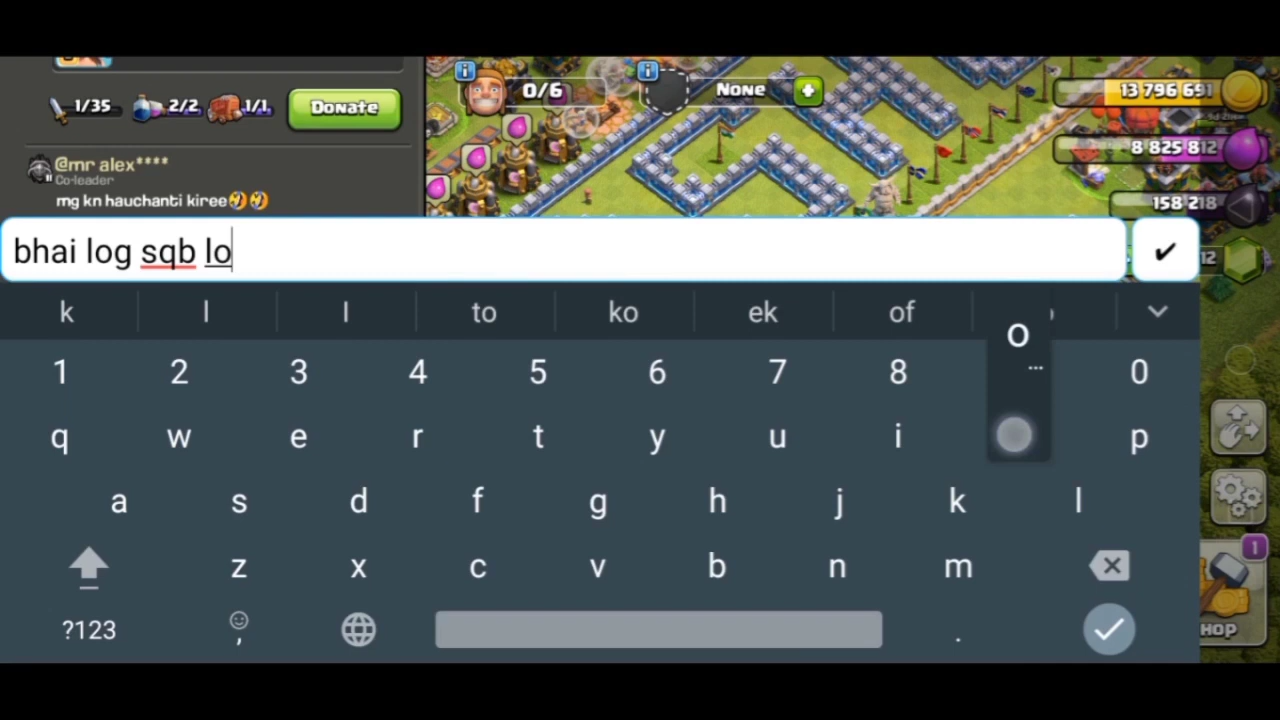 1/35 2/2 1/1 Donate
0/6 None 13 796 691
8 825 812
158 218
@mr alex****
Co-leader
mg kn hauchanti kiree🤣🤣
bhai log sqb lo
12
k l I to ko ek of
o
...
1 2 3 4 5 6 7 8 0
q w e r t y u i p
a s d f g h j k l
z x c v b n m
?123 , .
1
HOP